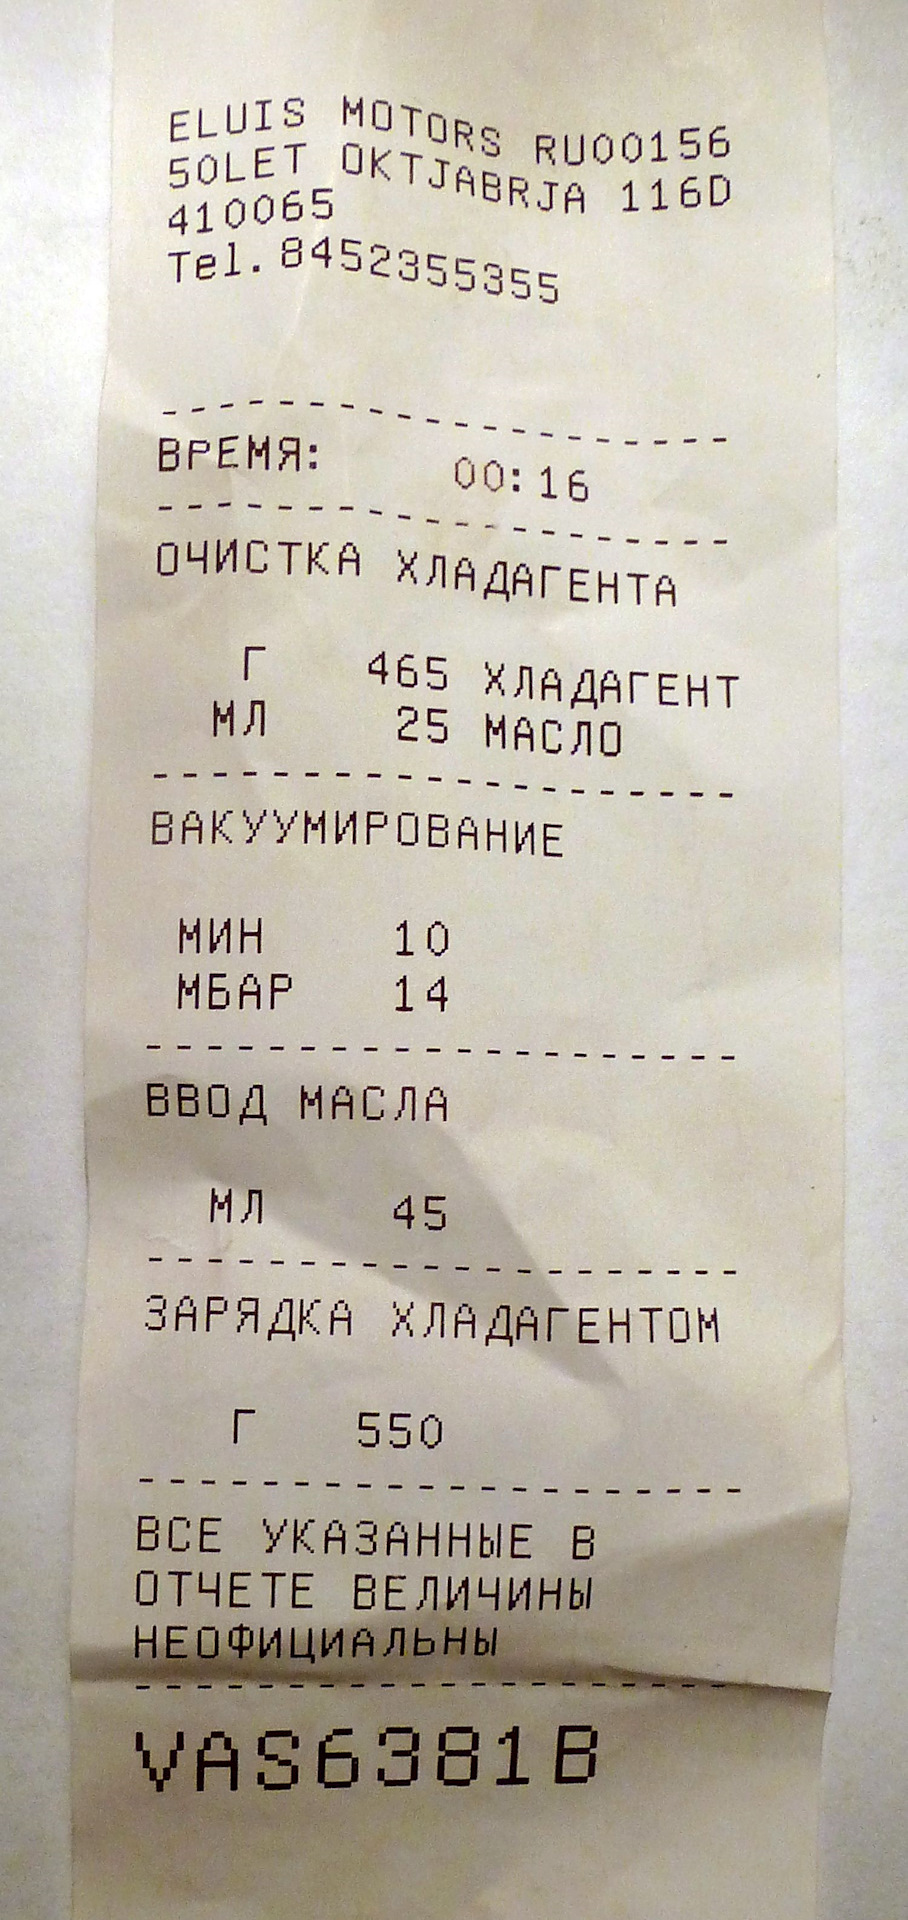 ELUIS MOTORS RU00156
50LET OKTJABRJA 116D
410065
Tel.8452355355
--------------------
ВРЕМЯ: 00:16
--------------------
ОЧИСТКА ХЛАДАГЕНТА
Г 465 ХЛАДАГЕНТ
МЛ 25 МАСЛО
--------------------
ВАКУУМИРОВАНИЕ
МИН 10
МБАР 14
--------------------
ВВОД МАСЛА
МЛ 45
--------------------
ЗАРЯДКА ХЛАДАГЕНТОМ
Г 550
--------------------
ВСЕ УКАЗАННЫЕ В
ОТЧЕТЕ ВЕЛИЧИНЫ
НЕОФИЦИАЛЬНЫ
--------------------
VAS6381B